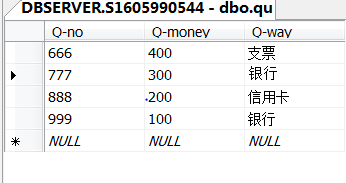 DBSERVER.S1605990544 - dbo.qu
Q-no Q-money Q-way
666 400 支票
777 300 银行
888 200 信用卡
999 100 银行
NULL NULL NULL